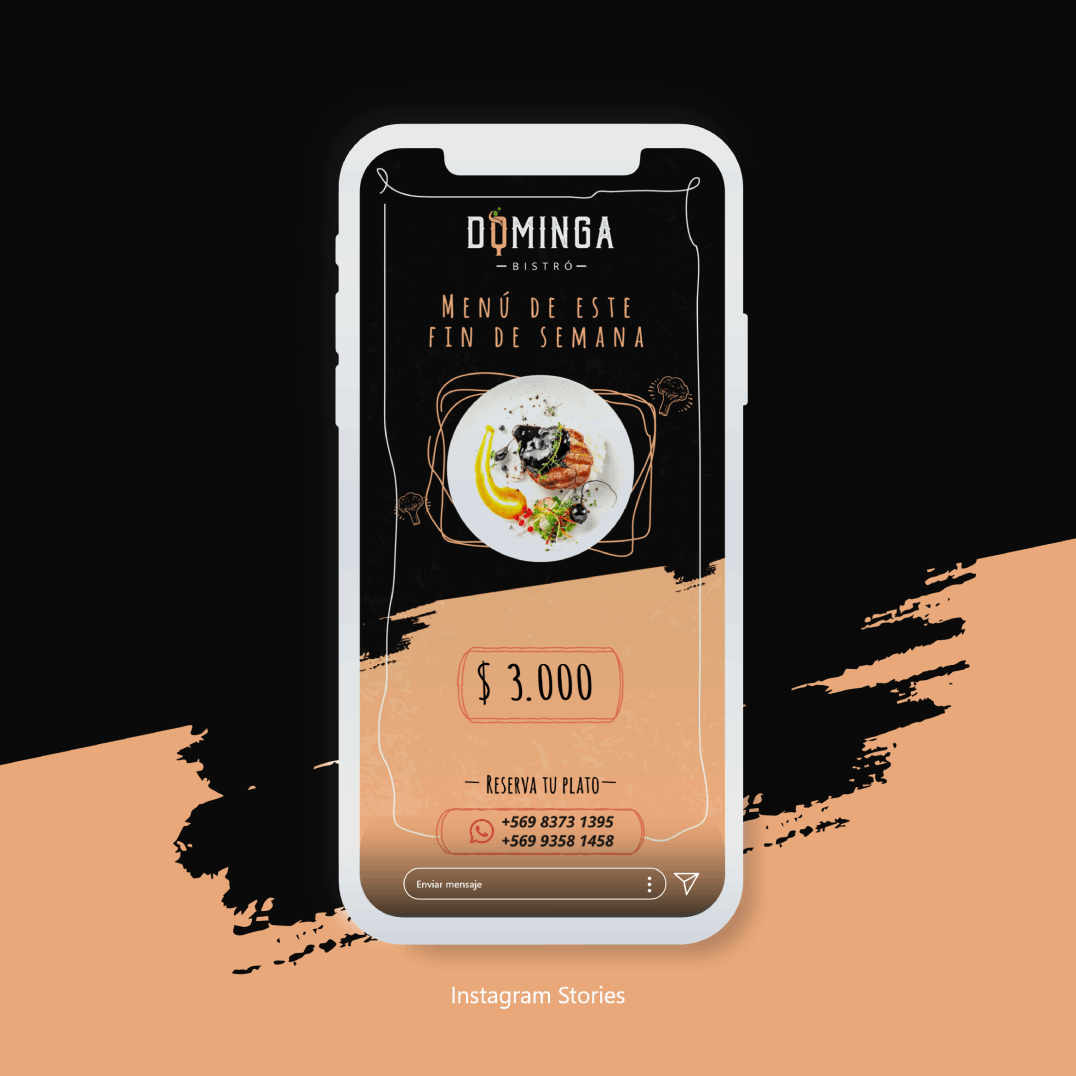 DOMINGA
BISTRÓ
MENÚ DE ESTE
FIN DE SEMANA
$ 3.000
RESERVA TU PLATO
+569 8373 1395
+569 9358 1458
Enviar mensaje
Instagram Stories